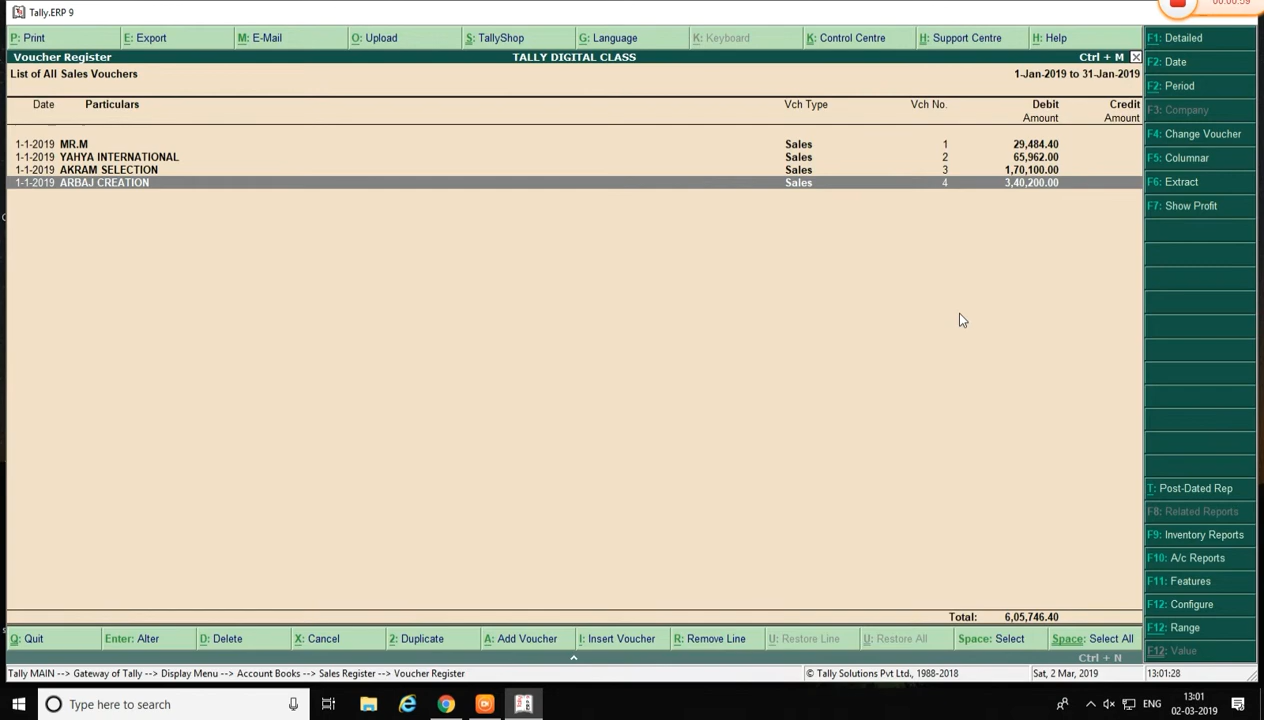 Tally.ERP 9
00:00:59
P: Print E: Export M: E-Mail O: Upload S: TallyShop G: Language K: Keyboard K: Control Centre H: Support Centre H: Help
F1: Detailed
Voucher Register TALLY DIGITAL CLASS Ctrl + M
F2: Date
List of All Sales Vouchers 1-Jan-2019 to 31-Jan-2019
F2: Period
Date Particulars Vch Type Vch No. Debit Credit
Amount Amount
F3: Company
F4: Change Voucher
1-1-2019 MR.M Sales 1 29,484.40
1-1-2019 YAHYA INTERNATIONAL Sales 2 65,962.00
F5: Columnar
1-1-2019 AKRAM SELECTION Sales 3 1,70,100.00
1-1-2019 ARBAJ CREATION Sales 4 3,40,200.00
F6: Extract
F7: Show Profit
T: Post-Dated Rep
F8: Related Reports
F9: Inventory Reports
F10: A/c Reports
F11: Features
F12: Configure
Total: 6,05,746.40
F12: Range
Q: Quit Enter: Alter D: Delete X: Cancel 2: Duplicate A: Add Voucher I: Insert Voucher R: Remove Line U: Restore Line U: Restore All Space: Select Space: Select All
F12: Value
Ctrl + N
Tally MAIN --> Gateway of Tally --> Display Menu --> Account Books --> Sales Register --> Voucher Register © Tally Solutions Pvt Ltd., 1988-2018 Sat, 2 Mar, 2019 13:01:28
Type here to search
ENG
13:01
02-03-2019